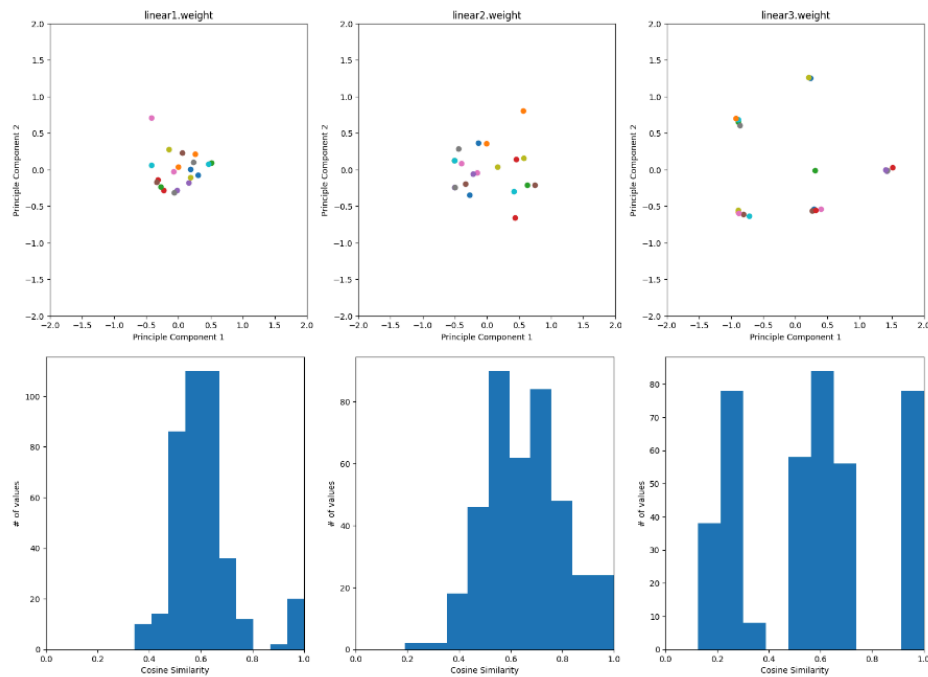 linear1.weight
2.0
1.5
1.0
0.5
0.0
−0.5
−1.0
−1.5
−2.0
−2.0 −1.5 −1.0 −0.5 0.0 0.5 1.0 1.5 2.0
Principle Component 1
Principle Component 2
linear2.weight
2.0
1.5
1.0
0.5
0.0
−0.5
−1.0
−1.5
−2.0
−2.0 −1.5 −1.0 −0.5 0.0 0.5 1.0 1.5 2.0
Principle Component 1
Principle Component 2
linear3.weight
2.0
1.5
1.0
0.5
0.0
−0.5
−1.0
−1.5
−2.0
−2.0 −1.5 −1.0 −0.5 0.0 0.5 1.0 1.5 2.0
Principle Component 1
Principle Component 2
100
80
60
40
20
0
0.0 0.2 0.4 0.6 0.8 1.0
Cosine Similarity
# of values
80
60
40
20
0
0.0 0.2 0.4 0.6 0.8 1.0
Cosine Similarity
# of values
80
70
60
50
40
30
20
10
0
0.0 0.2 0.4 0.6 0.8 1.0
Cosine Similarity
# of values